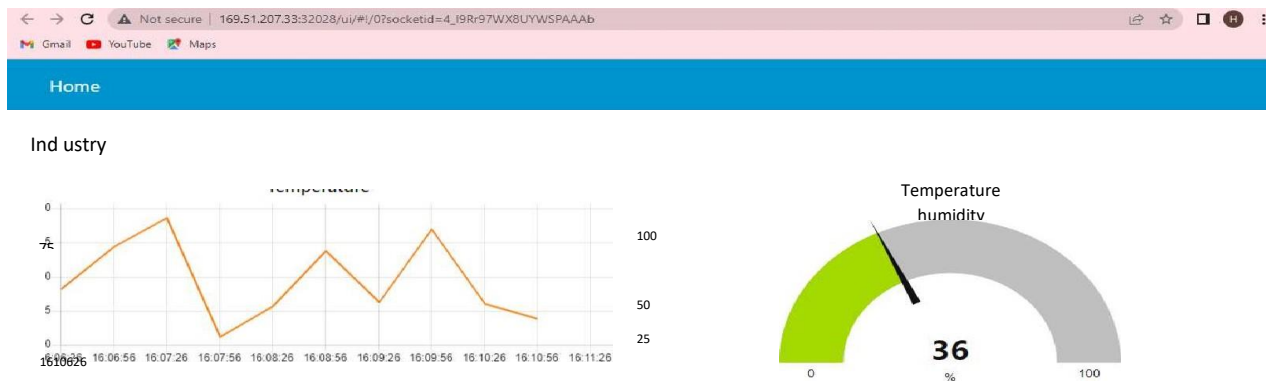 Not secure | 169.51.207.33:32028/ui/#!/0?socketid=4_I9Rr97WX8UYWSPAAAb
H
Gmail YouTube Maps
Home
Ind ustry
Temperature
0
0
5
0
16:06:56 16:07:26 16:07:56 16:08:26 16:08:56 16:09:26 16:09:56 16:10:26 16:10:56 16:11:26
1610626
100
50
25
Temperature
humidity
36
0
%
100